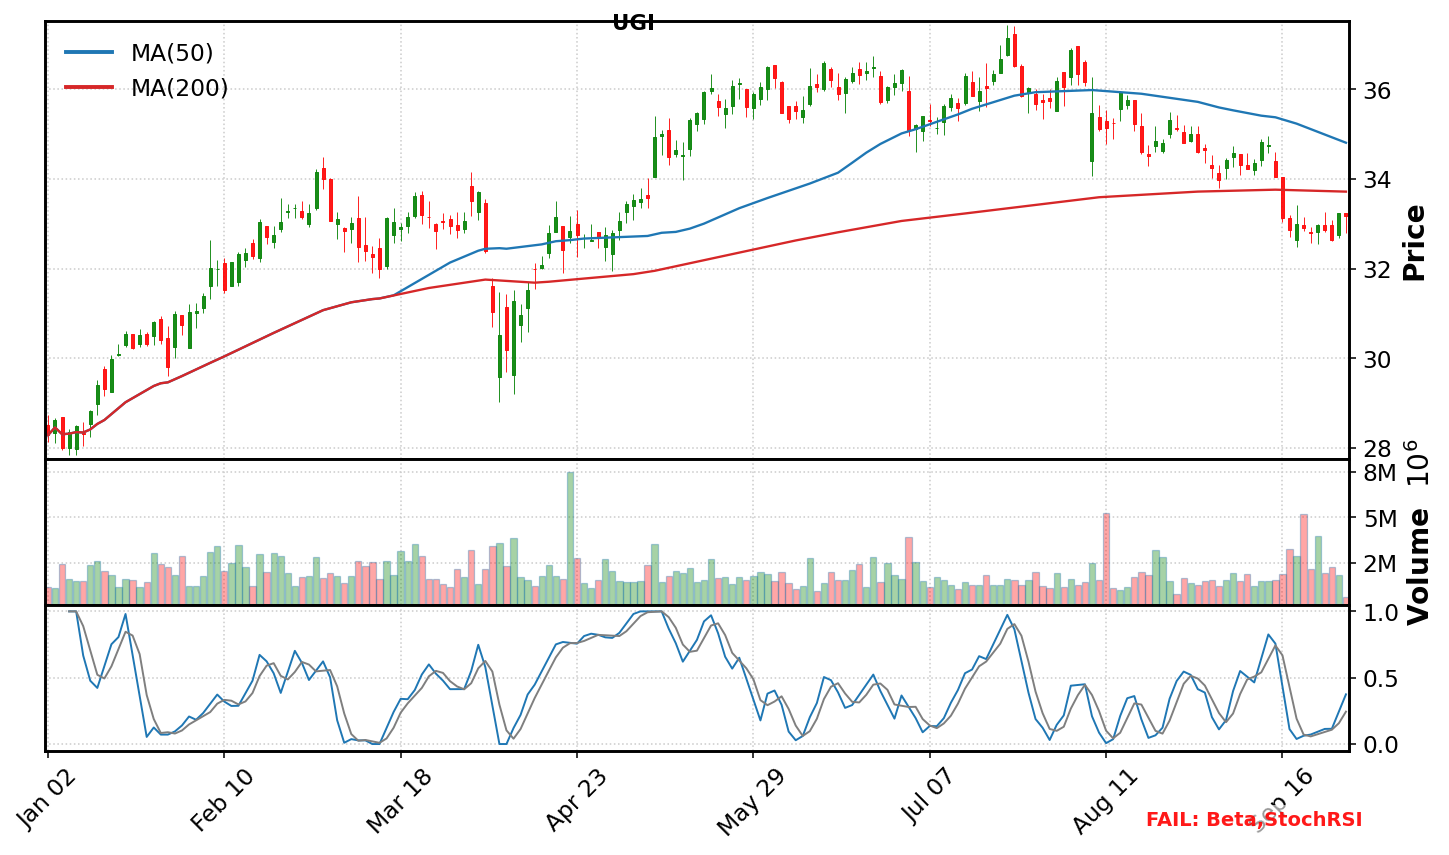 UGI
MA(50)
MA(200)
36
34
32
30
28
Price
8M
5M
2M
Volume 10⁶
1.0
0.5
0.0
Jan 02
Feb 10
Mar 18
Apr 23
May 29
Jul 07
Aug 11
Sep 16
FAIL: Beta, StochRSI